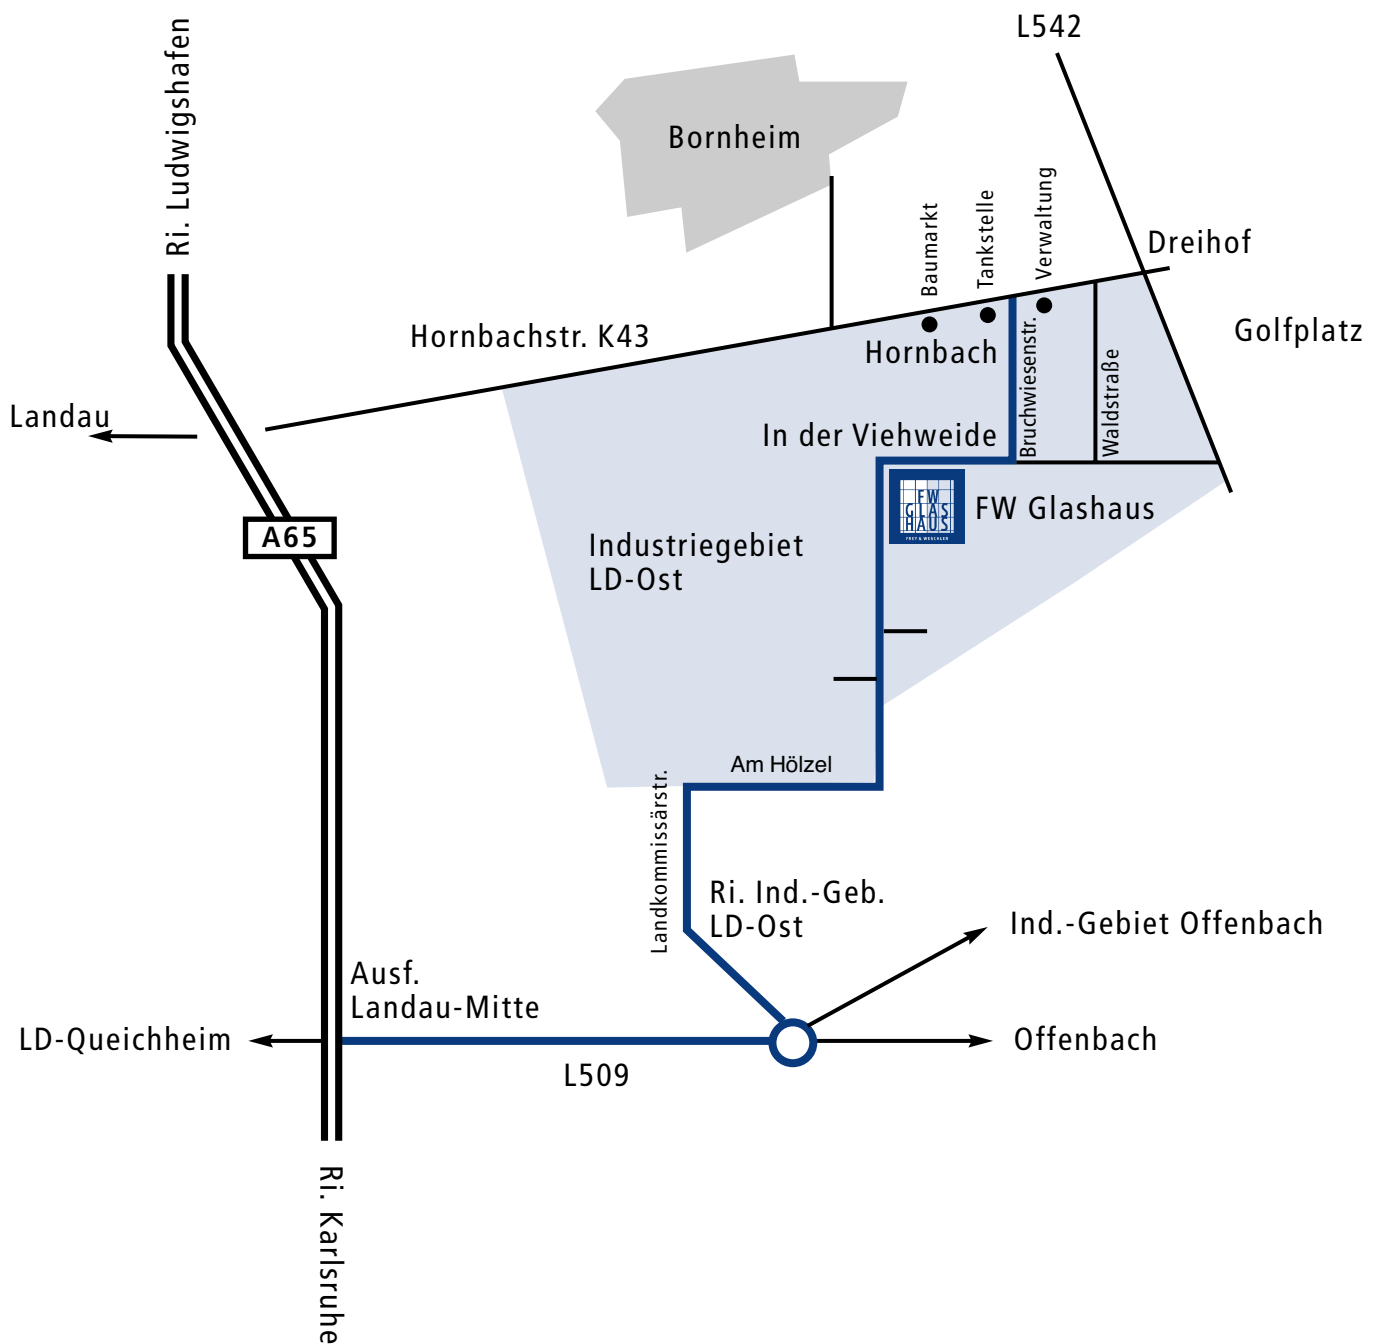 L542
Ri. Ludwigshafen
Bornheim
Baumarkt
Tankstelle
Verwaltung
Dreihof
Hornbachstr. K43
Hornbach
Golfplatz
Bruchwiesenstr.
Waldstraße
Landau
In der Viehweide
FW
GLAS
HAUS
FREY & WENCHLER
FW Glashaus
A65
Industriegebiet
LD-Ost
Am Hölzel
Landkommissärstr.
Ri. Ind.-Geb.
LD-Ost
Ind.-Gebiet Offenbach
Ausf.
Landau-Mitte
LD-Queichheim
Offenbach
L509
Ri. Karlsruhe